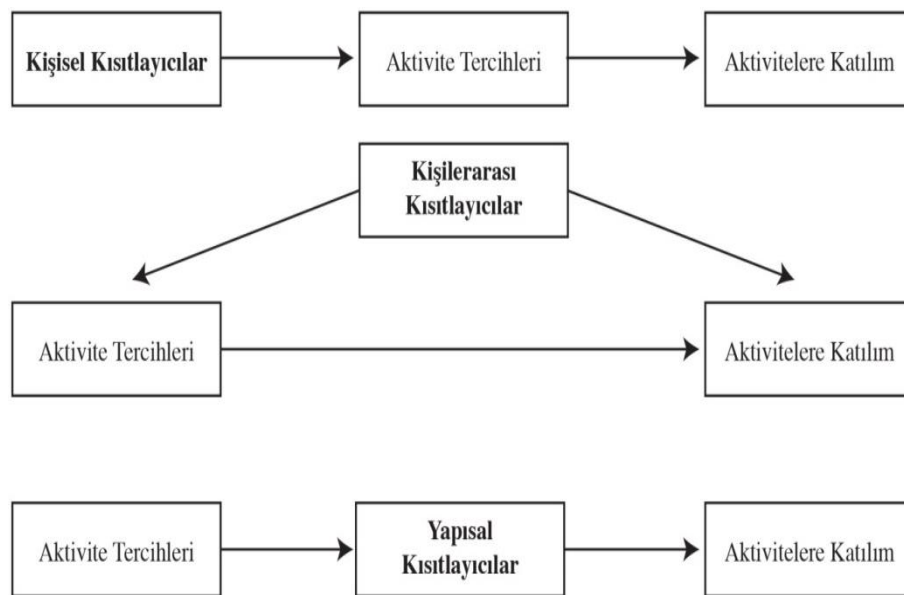 Kişisel Kısıtlayıcılar
Aktivite Tercihleri
Aktivitelere Katılım
Kişilerarası
Kısıtlayıcılar
Aktivite Tercihleri
Aktivitelere Katılım
Aktivite Tercihleri
Yapısal
Kısıtlayıcılar
Aktivitelere Katılım